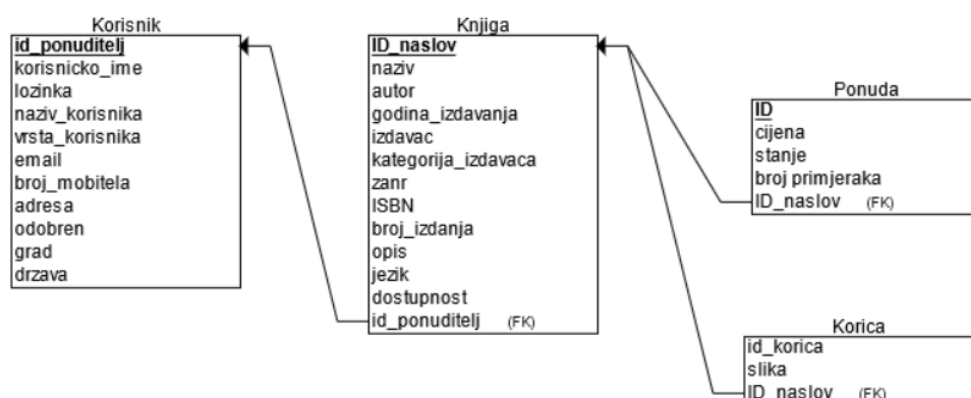 Korisnik
id_ponuditelj
korisnicko_ime
lozinka
naziv_korisnika
vrsta_korisnika
email
broj_mobitela
adresa
odobren
grad
drzava
Knjiga
ID_naslov
naziv
autor
godina_izdavanja
izdavac
kategorija_izdavaca
zanr
ISBN
broj_izdanja
opis
jezik
dostupnost
id_ponuditelj (FK)
Ponuda
ID
cijena
stanje
broj primjeraka
ID_naslov (FK)
Korica
id_korica
slika
ID_naslov (FK)